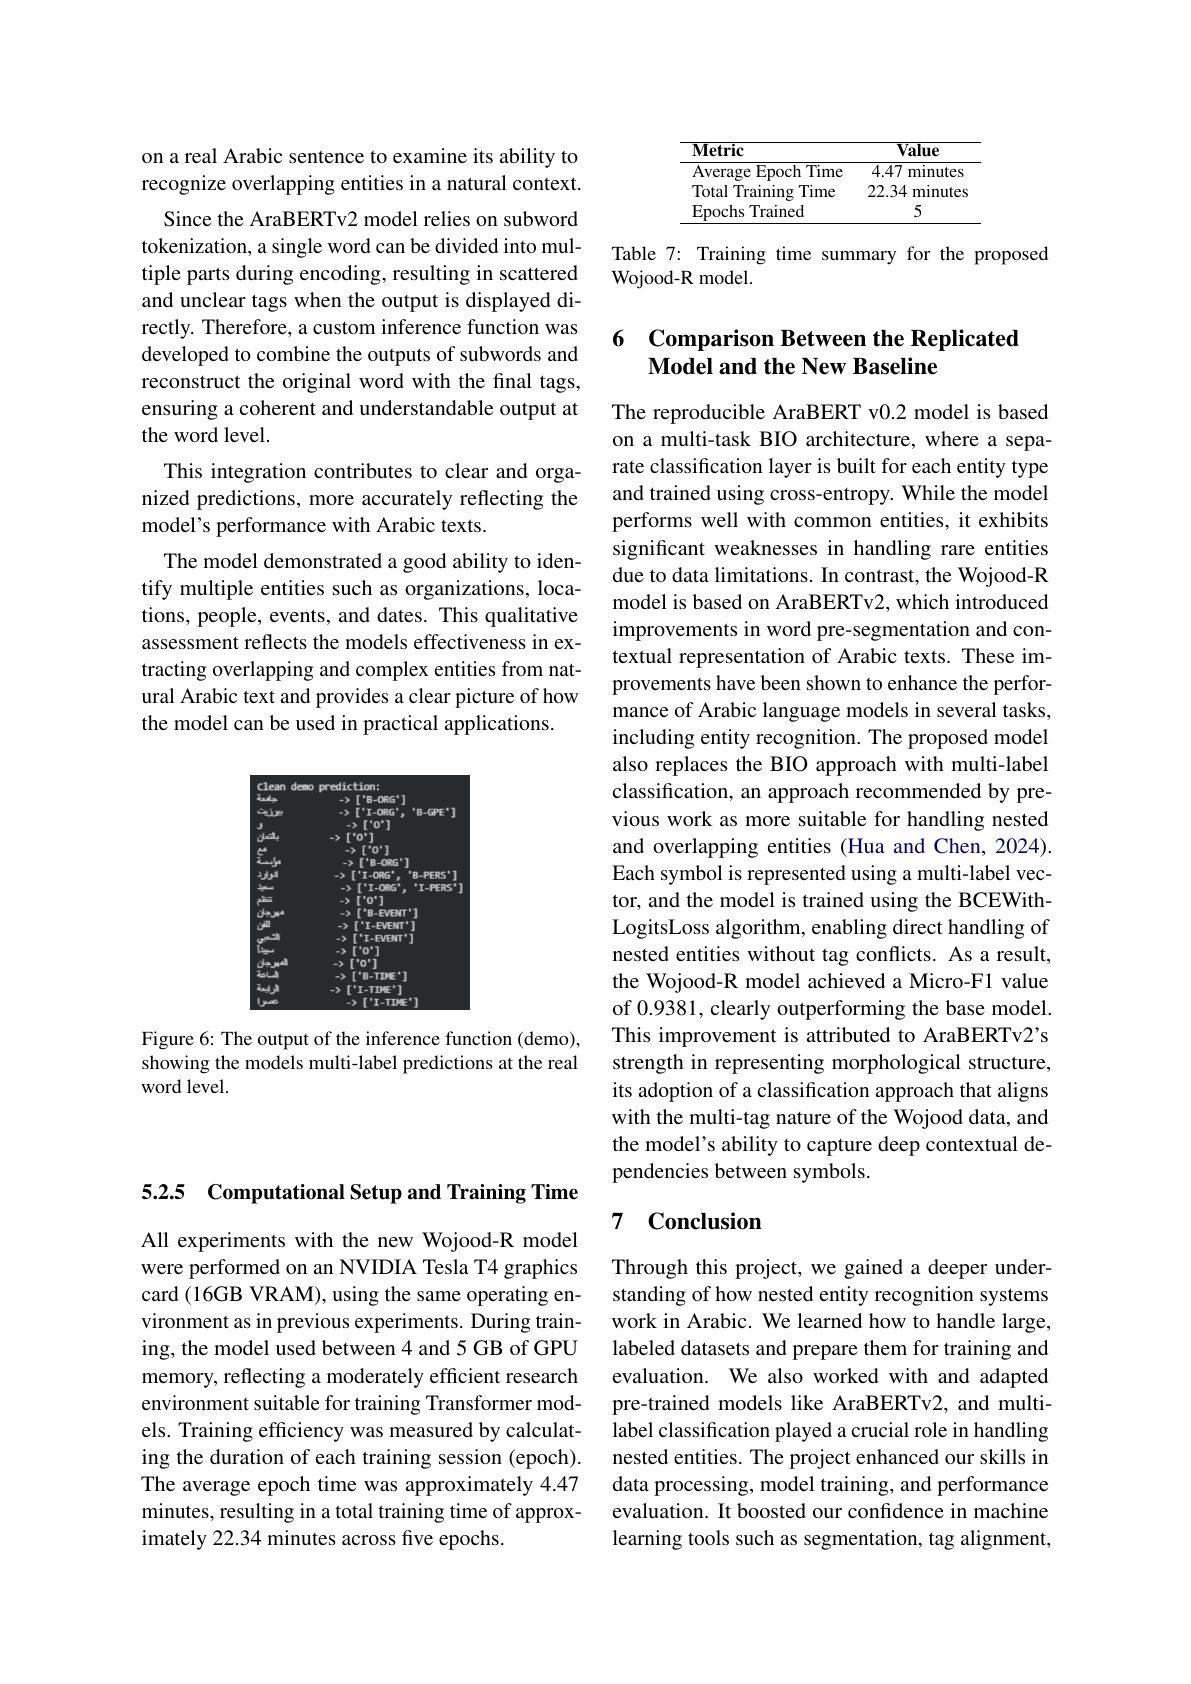 on a real Arabic sentence to examine its ability to
recognize overlapping entities in a natural context.
Since the AraBERTv2 model relies on subword
tokenization, a single word can be divided into mul-
tiple parts during encoding, resulting in scattered
and unclear tags when the output is displayed di-
rectly. Therefore, a custom inference function was
developed to combine the outputs of subwords and
reconstruct the original word with the final tags,
ensuring a coherent and understandable output at
the word level.
This integration contributes to clear and orga-
nized predictions, more accurately reflecting the
model's performance with Arabic texts.
The model demonstrated a good ability to iden-
tify multiple entities such as organizations, loca-
tions, people, events, and dates. This qualitative
assessment reflects the models effectiveness in ex-
tracting overlapping and complex entities from nat-
ural Arabic text and provides a clear picture of how
the model can be used in practical applications.
Clean demo prediction:
جامعة -> ['B-ORG']
بيرزيت -> ['I-ORG', 'B-GPE']
و -> ['O']
-> ['O']
مع -> ['O']
مؤسسة -> ['B-ORG']
-> ['I-ORG', 'B-PERS']
سعيد -> ['I-ORG', 'I-PERS']
تنظم -> ['O']
مهرجان -> ['B-EVENT']
الفن -> ['I-EVENT']
الشعبي -> ['I-EVENT']
-> ['O']
المهرجان -> ['O']
الساعة -> ['B-TIME']
الرابعة -> ['I-TIME']
عصرا -> ['I-TIME']
Figure 6: The output of the inference function (demo),
showing the models multi-label predictions at the real
word level.
5.2.5 Computational Setup and Training Time
All experiments with the new Wojood-R model
were performed on an NVIDIA Tesla T4 graphics
card (16GB VRAM), using the same operating en-
vironment as in previous experiments. During train-
ing, the model used between 4 and 5 GB of GPU
memory, reflecting a moderately efficient research
environment suitable for training Transformer mod-
els. Training efficiency was measured by calculat-
ing the duration of each training session (epoch).
The average epoch time was approximately 4.47
minutes, resulting in a total training time of approx-
imately 22.34 minutes across five epochs.
Metric Value
Average Epoch Time 4.47 minutes
Total Training Time 22.34 minutes
Epochs Trained 5
Table 7: Training time summary for the proposed
Wojood-R model.
6 Comparison Between the Replicated
Model and the New Baseline
The reproducible AraBERT v0.2 model is based
on a multi-task BIO architecture, where a sepa-
rate classification layer is built for each entity type
and trained using cross-entropy. While the model
performs well with common entities, it exhibits
significant weaknesses in handling rare entities
due to data limitations. In contrast, the Wojood-R
model is based on AraBERTv2, which introduced
improvements in word pre-segmentation and con-
textual representation of Arabic texts. These im-
provements have been shown to enhance the perfor-
mance of Arabic language models in several tasks,
including entity recognition. The proposed model
also replaces the BIO approach with multi-label
classification, an approach recommended by pre-
vious work as more suitable for handling nested
and overlapping entities (Hua and Chen, 2024).
Each symbol is represented using a multi-label vec-
tor, and the model is trained using the BCEWith-
LogitsLoss algorithm, enabling direct handling of
nested entities without tag conflicts. As a result,
the Wojood-R model achieved a Micro-F1 value
of 0.9381, clearly outperforming the base model.
This improvement is attributed to AraBERTv2's
strength in representing morphological structure,
its adoption of a classification approach that aligns
with the multi-tag nature of the Wojood data, and
the model's ability to capture deep contextual de-
pendencies between symbols.
7 Conclusion
Through this project, we gained a deeper under-
standing of how nested entity recognition systems
work in Arabic. We learned how to handle large,
labeled datasets and prepare them for training and
evaluation. We also worked with and adapted
pre-trained models like AraBERTv2, and multi-
label classification played a crucial role in handling
nested entities. The project enhanced our skills in
data processing, model training, and performance
evaluation. It boosted our confidence in machine
learning tools such as segmentation, tag alignment,